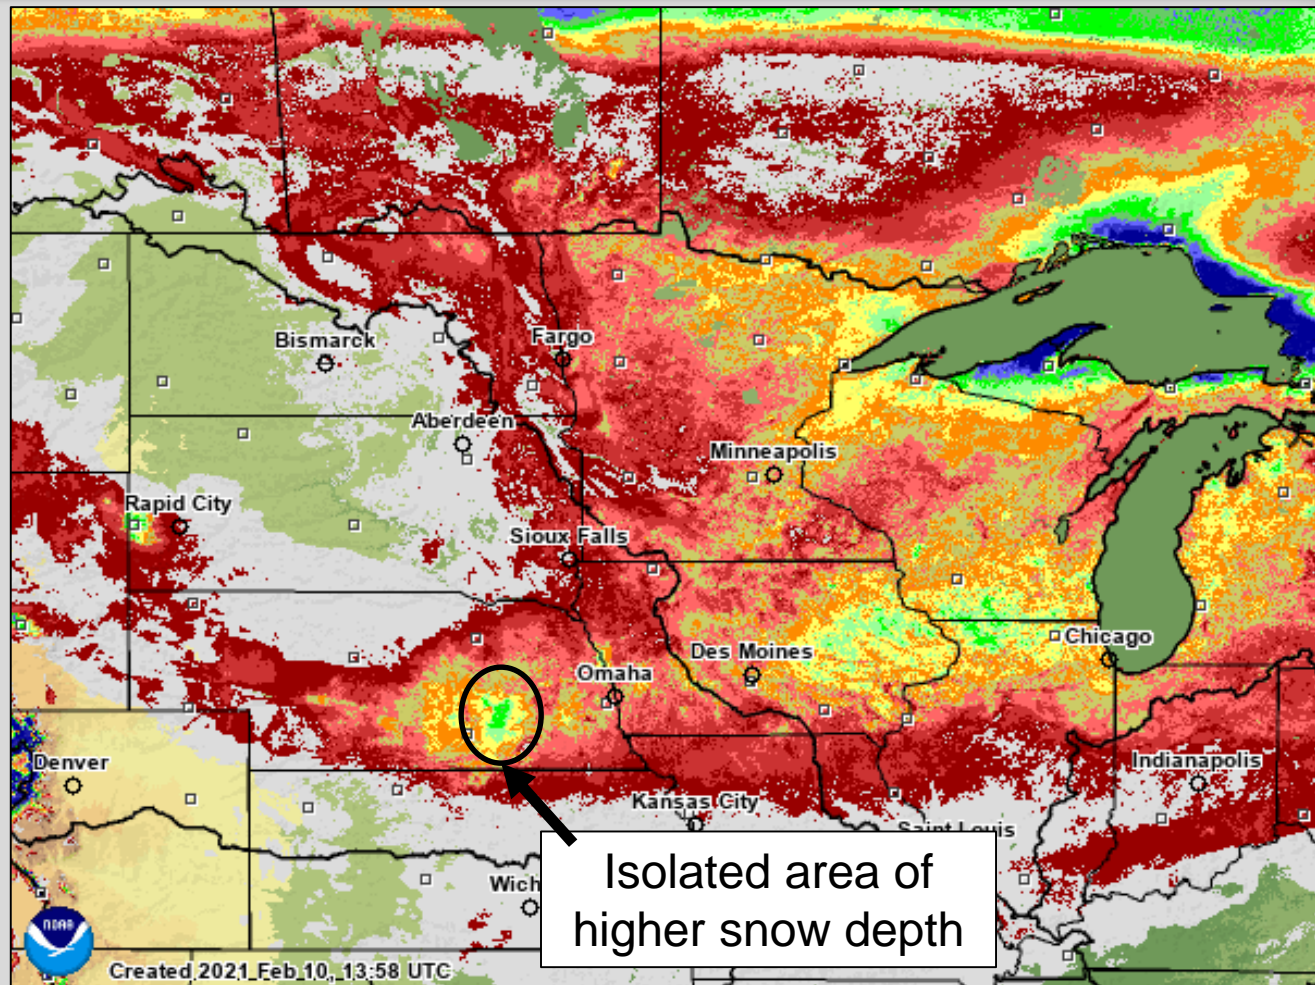 Fargo
Bismarck
Aberdeen
Minneapolis
Rapid City
Sioux Falls
Chicago
Des Moines
Omaha
Denver
Indianapolis
Kansas City
Saint Louis
Isolated area of
higher snow depth
Wich
NOAA
Created 2021 Feb 10, 13:58 UTC